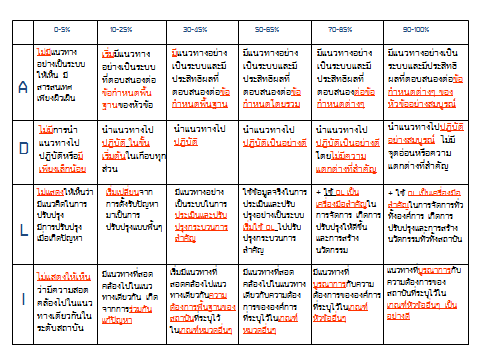 0-5%
10-25%
30-45%
50-65%
70-85%
90-100%
A
ไม่มีแนวทาง
อย่างเป็นระบบ
ให้เห็น มี
สารสนเทศ
เพียงผิวเผิน
เริ่มมีแนวทาง
อย่างเป็นระบบ
ที่ตอบสนองต่อ
ข้อกำหนดพื้น
ฐานของหัวข้อ
มีแนวทางอย่าง
เป็นระบบและมี
ประสิทธิผลที่
ตอบสนองต่อข้อ
กำหนดพื้นฐาน
มีแนวทางอย่าง
เป็นระบบและมี
ประสิทธิผลที่
ตอบสนองต่อข้อ
กำหนดโดยรวม
มีแนวทางอย่าง
เป็นระบบและมี
ประสิทธิผลที่
ตอบสนองต่อข้อ
กำหนดต่างๆ
มีแนวทางอย่างเป็น
ระบบและมีประสิทธิ
ผลที่ตอบสนองต่อข้อ
กำหนดต่างๆ ของ
หัวข้ออย่างสมบูรณ์
D
ไม่มีการนำ
แนวทางไป
ปฏิบัติหรือมี
เพียงเล็กน้อย
นำแนวทางไป
ปฏิบัติ ในขั้น
เริ่มต้นในเกือบทุก
ส่วน
นำแนวทางไป
ปฏิบัติ
นำแนวทางไป
ปฏิบัติเป็นอย่างดี
นำแนวทางไป
ปฏิบัติเป็นอย่างดี
โดยไม่มีความ
แตกต่างที่สำคัญ
นำแนวทางไปปฏิบัติ
อย่างสมบูรณ์ ไม่มี
จุดอ่อนหรือความ
แตกต่างที่สำคัญ
L
ไม่แสดงให้เห็นว่า
มีแนวคิดในการ
ปรับปรุง
มีการปรับปรุง
เมื่อเกิดปัญหา
เริ่มเปลี่ยนจาก
การตั้งรับปัญหา
มาเป็นการ
ปรับปรุงแบบพื้นๆ
มีแนวทางอย่าง
เป็นระบบในการ
ประเมินและปรับ
ปรุงกระบวนการ
สำคัญ
ใช้ข้อมูลจริงในการ
ประเมินและปรับ
ปรุงอย่างเป็นระบบ
เริ่มใช้ OL ไปปรับ
ปรุงกระบวนการ
สำคัญ
+ ใช้ OL เป็น
เครื่องมือสำคัญใน
การจัดการ เกิดการ
ปรับปรุงให้ดีขึ้น
และการสร้าง
นวัตกรรม
+ ใช้ OL เป็นเครื่องมือ
สำคัญในการจัดการทั่ว
ทั้งองค์การ เกิดการ
ปรับปรุงและการสร้าง
นวัตกรรมทั่วทั้งสถาบัน
I
ไม่แสดงให้เห็น
ว่ามีความสอด
คล้องไปในแนว
ทางเดียวกันใน
ระดับสถาบัน
มีแนวทางที่สอด
คล้องไปในแนว
ทางเดียวกัน เกิด
จากการร่วมกัน
แก้ปัญหา
เริ่มมีแนวทางที่
สอดคล้องไปแนว
ทางเดียวกับความ
ต้องการพื้นฐานของ
สถาบันที่ระบุไว้
ในเกณฑ์หมวดอื่นๆ
มีแนวทางที่สอด
คล้องไปในแนวทาง
เดียวกับความต้อง
การขององค์การที่
ระบุไว้ในเกณฑ์
หมวดอื่นๆ
มีแนวทางที่
บูรณาการกับความ
ต้องการขององค์การ
ที่ระบุไว้ในเกณฑ์
หัวข้ออื่นๆ
แนวทางที่บูรณาการกับ
ความต้องการของ
สถาบันที่ระบุไว้ใน
เกณฑ์หัวข้ออื่นๆ เป็น
อย่างดี